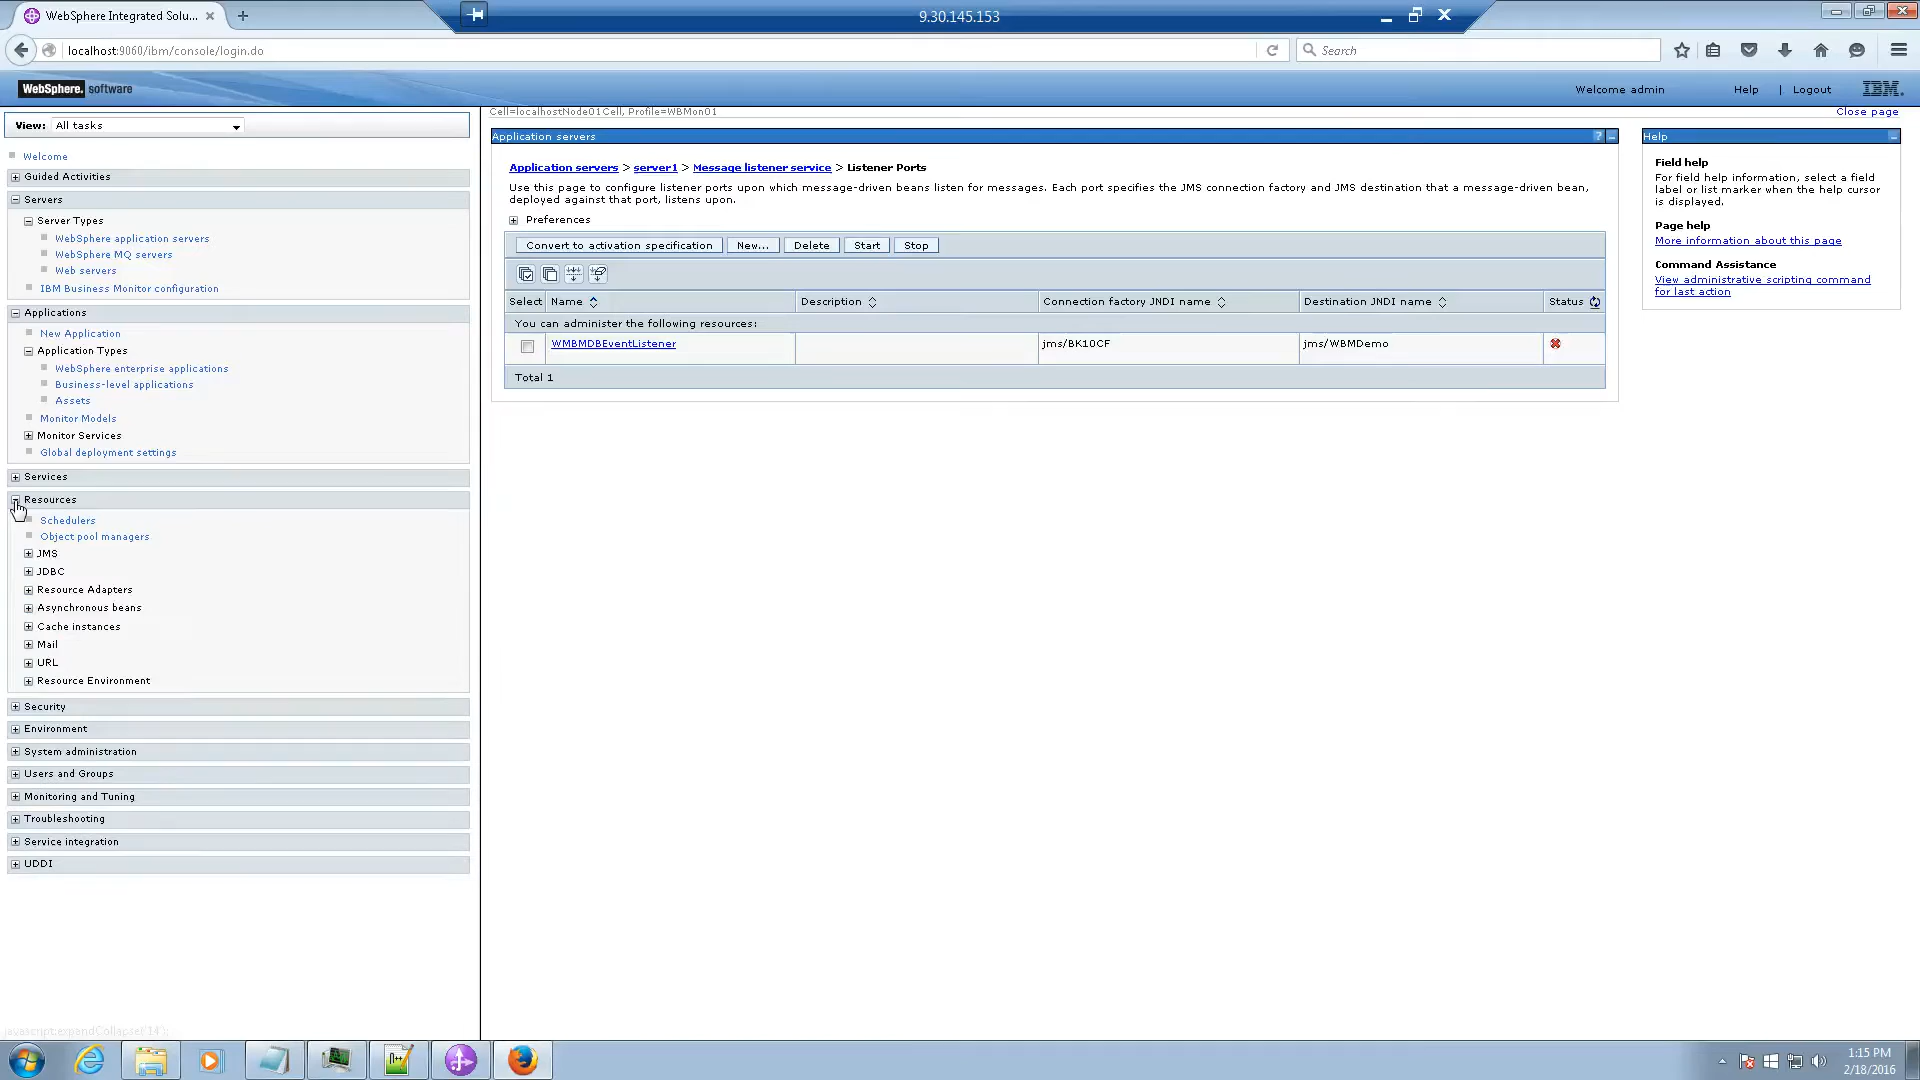 WebSphere Integrated Solu...
9.30.145.153
localhost:9060/ibm/console/login.do
Search
WebSphere. software
Welcome admin
Help | Logout
IBM.
Cell=localhostNode01Cell, Profile=WBMon01
Close page
View: All tasks
Welcome
Guided Activities
Servers
Server Types
WebSphere application servers
WebSphere MQ servers
Web servers
IBM Business Monitor configuration
Applications
New Application
Application Types
WebSphere enterprise applications
Business-level applications
Assets
Monitor Models
Monitor Services
Global deployment settings
Services
Resources
Schedulers
Object pool managers
JMS
JDBC
Resource Adapters
Asynchronous beans
Cache instances
Mail
URL
Resource Environment
Security
Environment
System administration
Users and Groups
Monitoring and Tuning
Troubleshooting
Service integration
UDDI
javascript:expandCollapse('14');
Application servers
?
Application servers > server1 > Message listener service > Listener Ports
Use this page to configure listener ports upon which message-driven beans listen for messages. Each port specifies the JMS connection factory and JMS destination that a message-driven bean,
deployed against that port, listens upon.
Preferences
Convert to activation specification New... Delete Start Stop
Select Name Description Connection factory JNDI name Destination JNDI name Status
You can administer the following resources:
WMBMDBEventListener jms/BK10CF jms/WBMDemo
Total 1
Help
Field help
For field help information, select a field
label or list marker when the help cursor
is displayed.
Page help
More information about this page
Command Assistance
View administrative scripting command
for last action
1:15 PM
2/18/2016